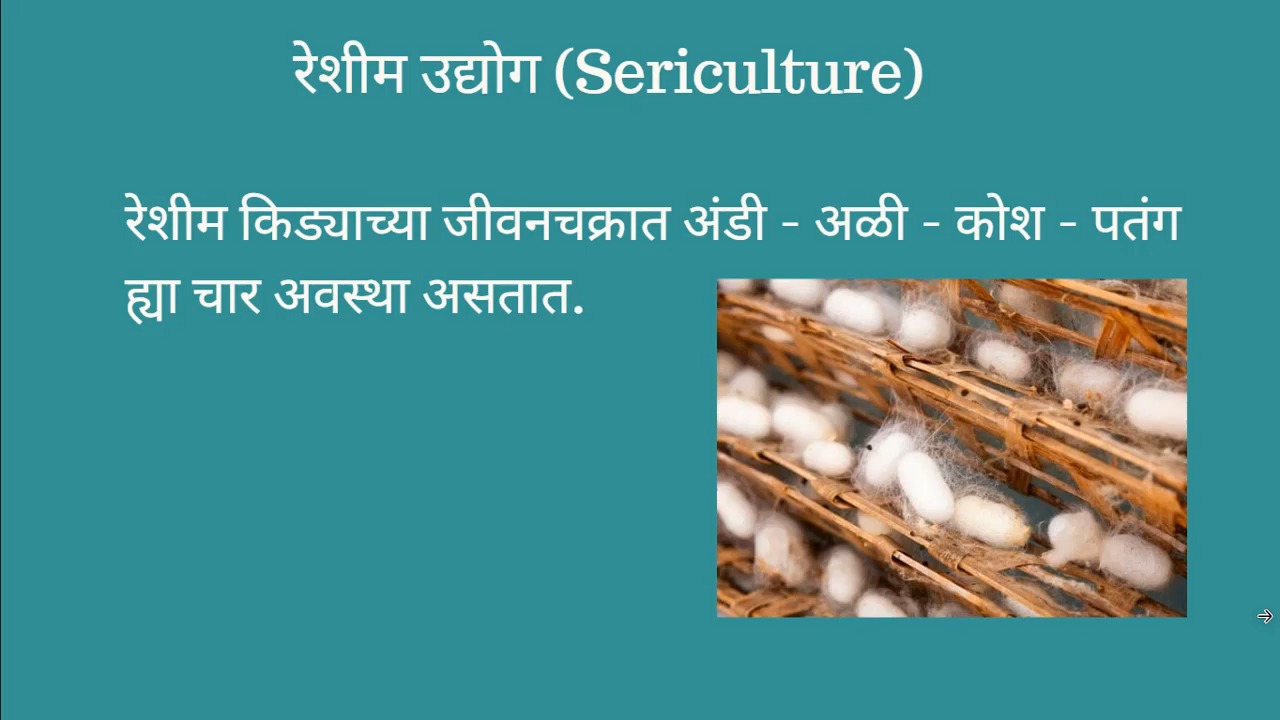 रेशीम उद्योग (Sericulture)
रेशीम किड्याच्या जीवनचक्रात अंडी - अळी - कोश - पतंग
ह्या चार अवस्था असतात.